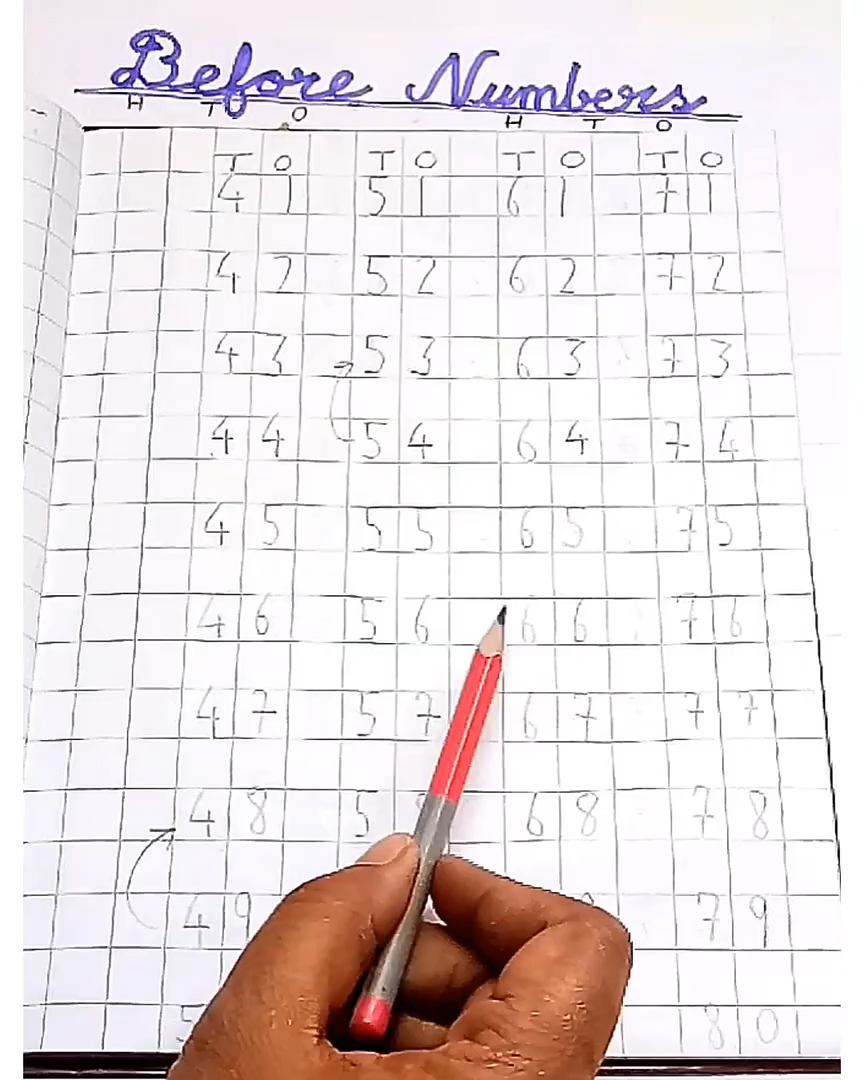 Before Numbers
H T O H T O
T O T O T O T O
4 1 5 1 6 1 7 1
4 2 5 2 6 2 7 2
4 3 5 3 6 3 7 3
4 4 5 4 6 4 7 4
4 5 5 5 6 5 7 5
4 6 5 6 6 6 7 6
4 7 5 7 6 7 7 7
4 8 5 6 8 7 8
4 9 7 9
8 0